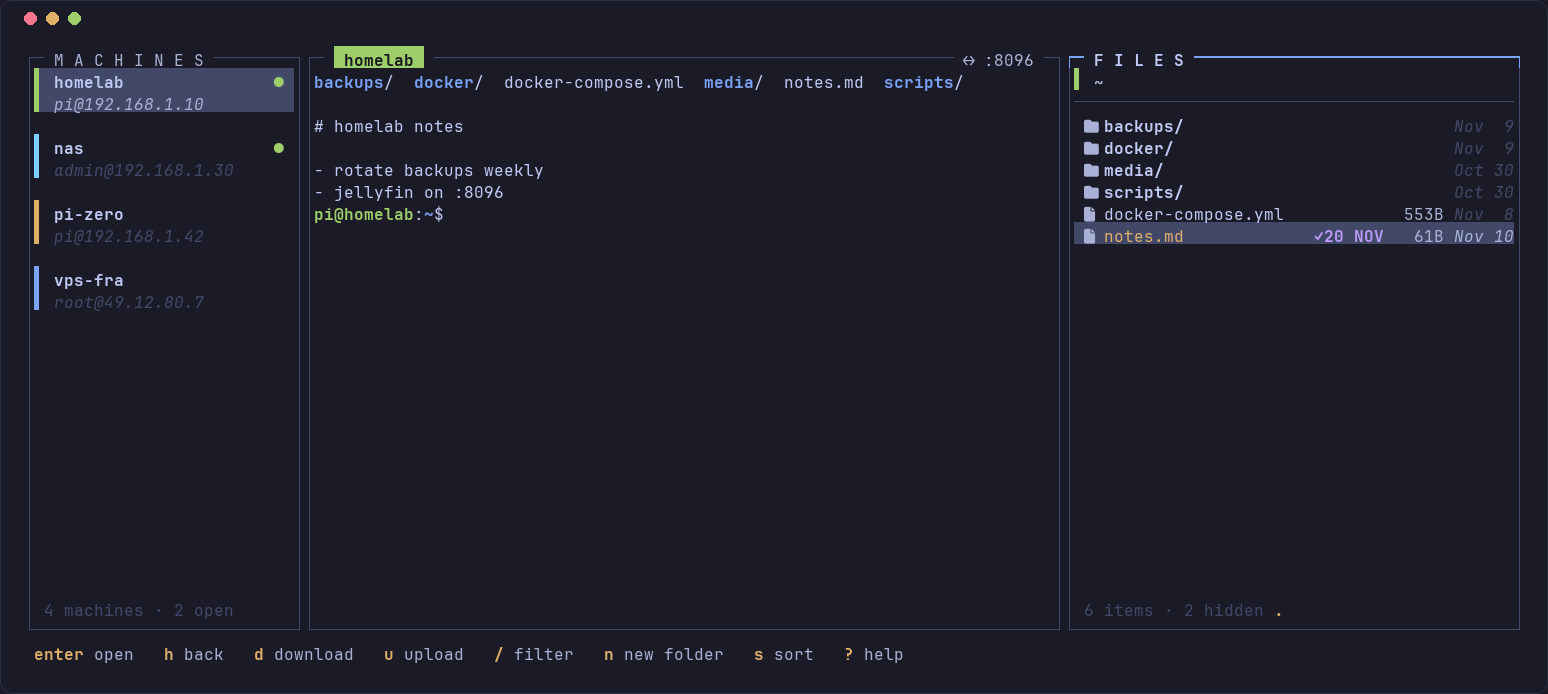 MACHINES
homelab
pi@192.168.1.10
nas
admin@192.168.1.30
pi-zero
pi@192.168.1.42
vps-fra
root@49.12.80.7
4 machines · 2 open
homelab
↔ :8096
backups/ docker/ docker-compose.yml media/ notes.md scripts/
# homelab notes
- rotate backups weekly
- jellyfin on :8096
pi@homelab:~$
FILES
~
backups/ Nov 9
docker/ Nov 9
media/ Oct 30
scripts/ Oct 30
docker-compose.yml 553B Nov 8
notes.md ✓20 NOV 61B Nov 10
6 items · 2 hidden .
enter open h back d download u upload / filter n new folder s sort ? help